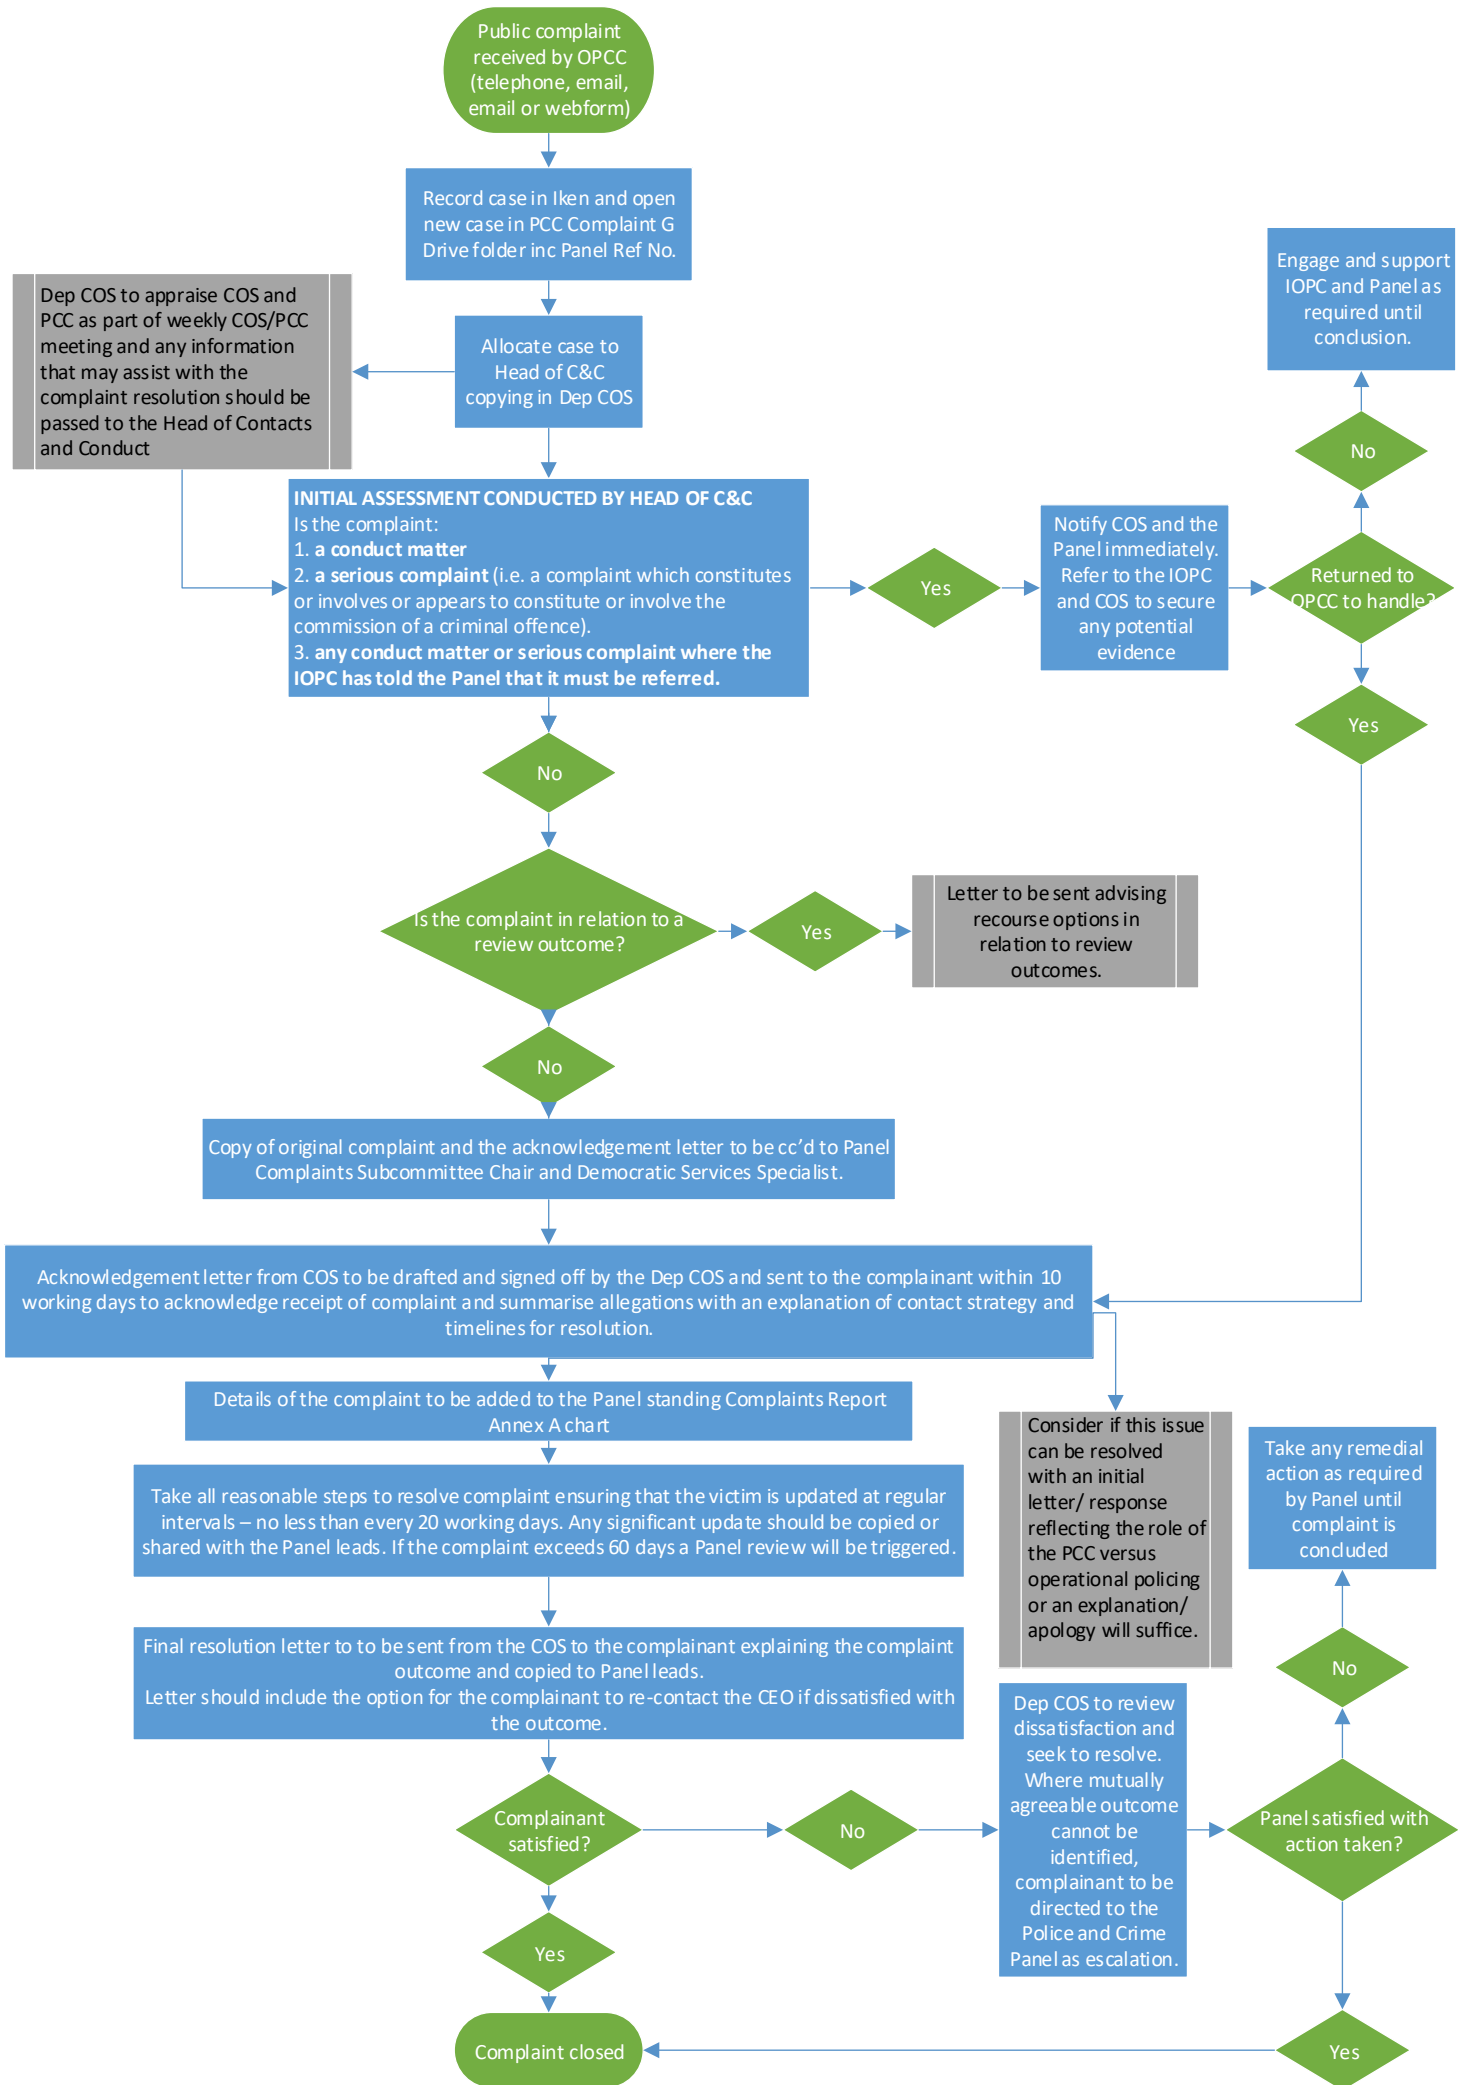 Public complaint
received by OPCC
(telephone, email,
email or webform)
Record case in Iken and open
new case in PCC Complaint G
Drive folder inc Panel Ref No.
Dep COS to appraise COS and
PCC as part of weekly COS/PCC
meeting and any information
that may assist with the
complaint resolution should be
passed to the Head of Contacts
and Conduct
Allocate case to
Head of C&C
copying in Dep COS
Engage and support
IOPC and Panel as
required until
conclusion.
No
INITIAL ASSESSMENT CONDUCTED BY HEAD OF C&C
Is the complaint:
1. a conduct matter
2. a serious complaint (i.e. a complaint which constitutes
or involves or appears to constitute or involve the
commission of a criminal offence).
3. any conduct matter or serious complaint where the
IOPC has told the Panel that it must be referred.
Yes
Notify COS and the
Panel immediately.
Refer to the IOPC
and COS to secure
any potential
evidence
Returned to
OPCC to handle?
Yes
No
Is the complaint in relation to a
review outcome?
Yes
Letter to be sent advising
recourse options in
relation to review
outcomes.
No
Copy of original complaint and the acknowledgement letter to be cc’d to Panel
Complaints Subcommittee Chair and Democratic Services Specialist.
Acknowledgement letter from COS to be drafted and signed off by the Dep COS and sent to the complainant within 10
working days to acknowledge receipt of complaint and summarise allegations with an explanation of contact strategy and
timelines for resolution.
Details of the complaint to be added to the Panel standing Complaints Report
Annex A chart
Take all reasonable steps to resolve complaint ensuring that the victim is updated at regular
intervals – no less than every 20 working days. Any significant update should be copied or
shared with the Panel leads. If the complaint exceeds 60 days a Panel review will be triggered.
Consider if this issue
can be resolved
with an initial
letter/ response
reflecting the role of
the PCC versus
operational policing
or an explanation/
apology will suffice.
Take any remedial
action as required
by Panel until
complaint is
concluded
No
Final resolution letter to to be sent from the COS to the complainant explaining the complaint
outcome and copied to Panel leads.
Letter should include the option for the complainant to re-contact the CEO if dissatisfied with
the outcome.
Complainant
satisfied?
No
Dep COS to review
dissatisfaction and
seek to resolve.
Where mutually
agreeable outcome
cannot be
identified,
complainant to be
directed to the
Police and Crime
Panel as escalation.
Panel satisfied with
action taken?
Yes
Complaint closed
Yes